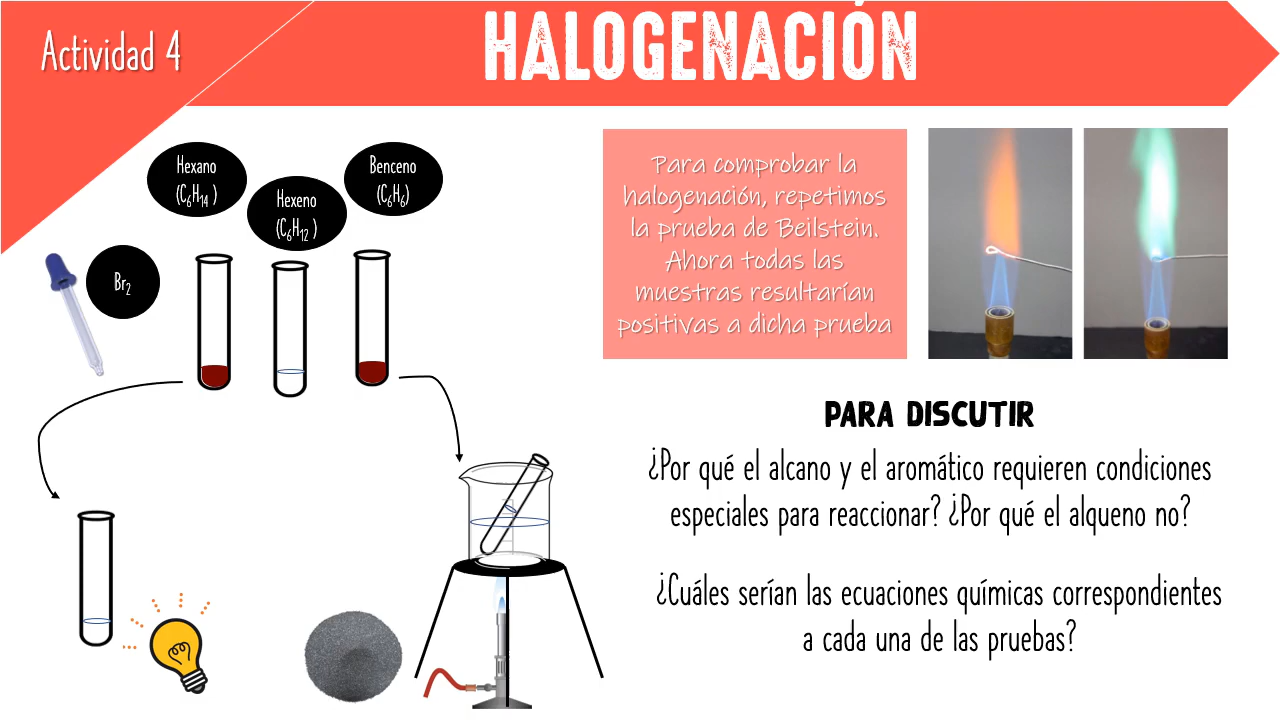 Actividad 4
HALOGENACIÓN
Hexano
(C₆H₁₄ )
Hexeno
(C₆H₁₂ )
Benceno
(C₆H₆)
Br₂
Para comprobar la
halogenación, repetimos
la prueba de Beilstein.
Ahora todas las
muestras resultarían
positivas a dicha prueba
PARA DISCUTIR
¿Por qué el alcano y el aromático requieren condiciones
especiales para reaccionar? ¿Por qué el alqueno no?
¿Cuáles serían las ecuaciones químicas correspondientes
a cada una de las pruebas?